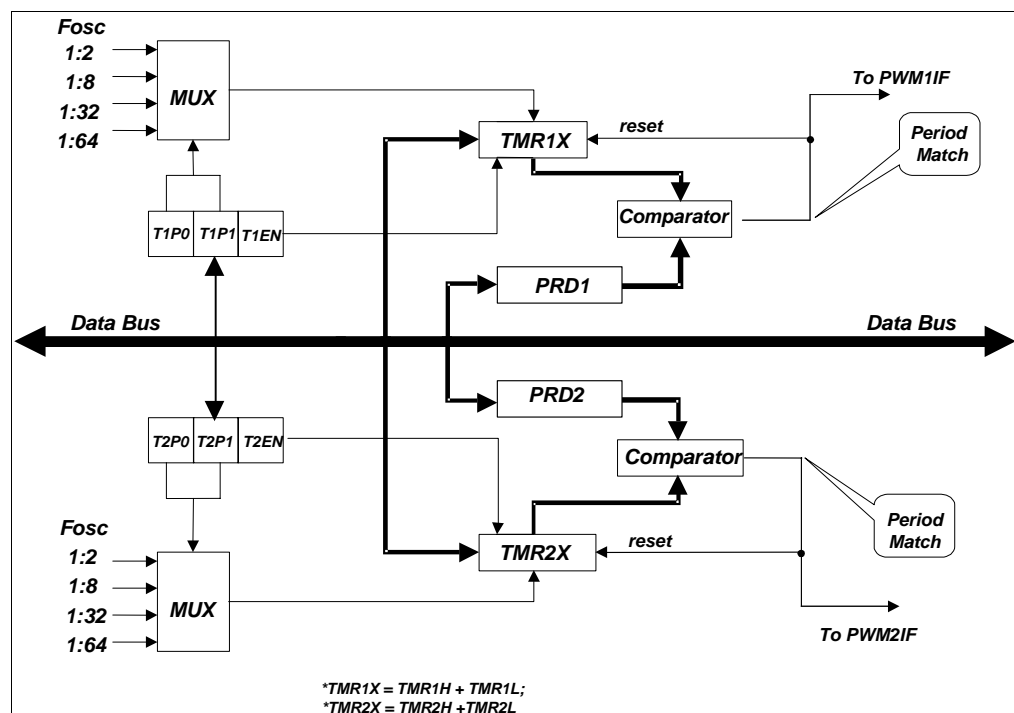 Fosc
1:2
1:8
1:32
1:64
MUX
T1P0 T1P1 T1EN
TMR1X
reset
To PWM1IF
Period
Match
Comparator
PRD1
Data Bus
Data Bus
PRD2
T2P0 T2P1 T2EN
Comparator
Period
Match
TMR2X
reset
To PWM2IF
Fosc
1:2
1:8
1:32
1:64
MUX
*TMR1X = TMR1H + TMR1L;
*TMR2X = TMR2H +TMR2L